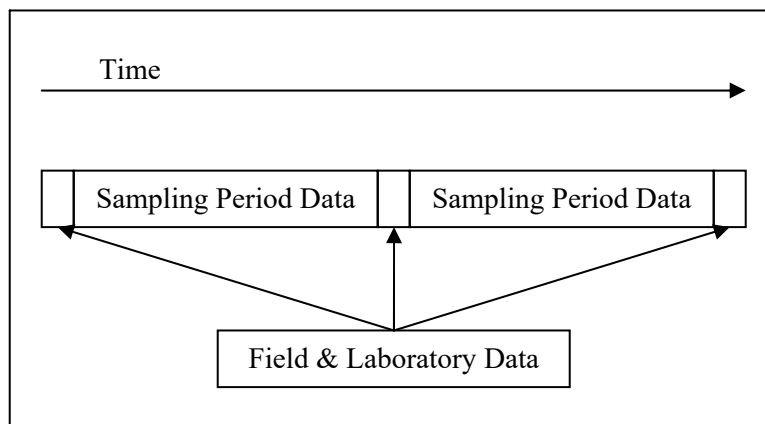 Time
Sampling Period Data
Sampling Period Data
Field & Laboratory Data